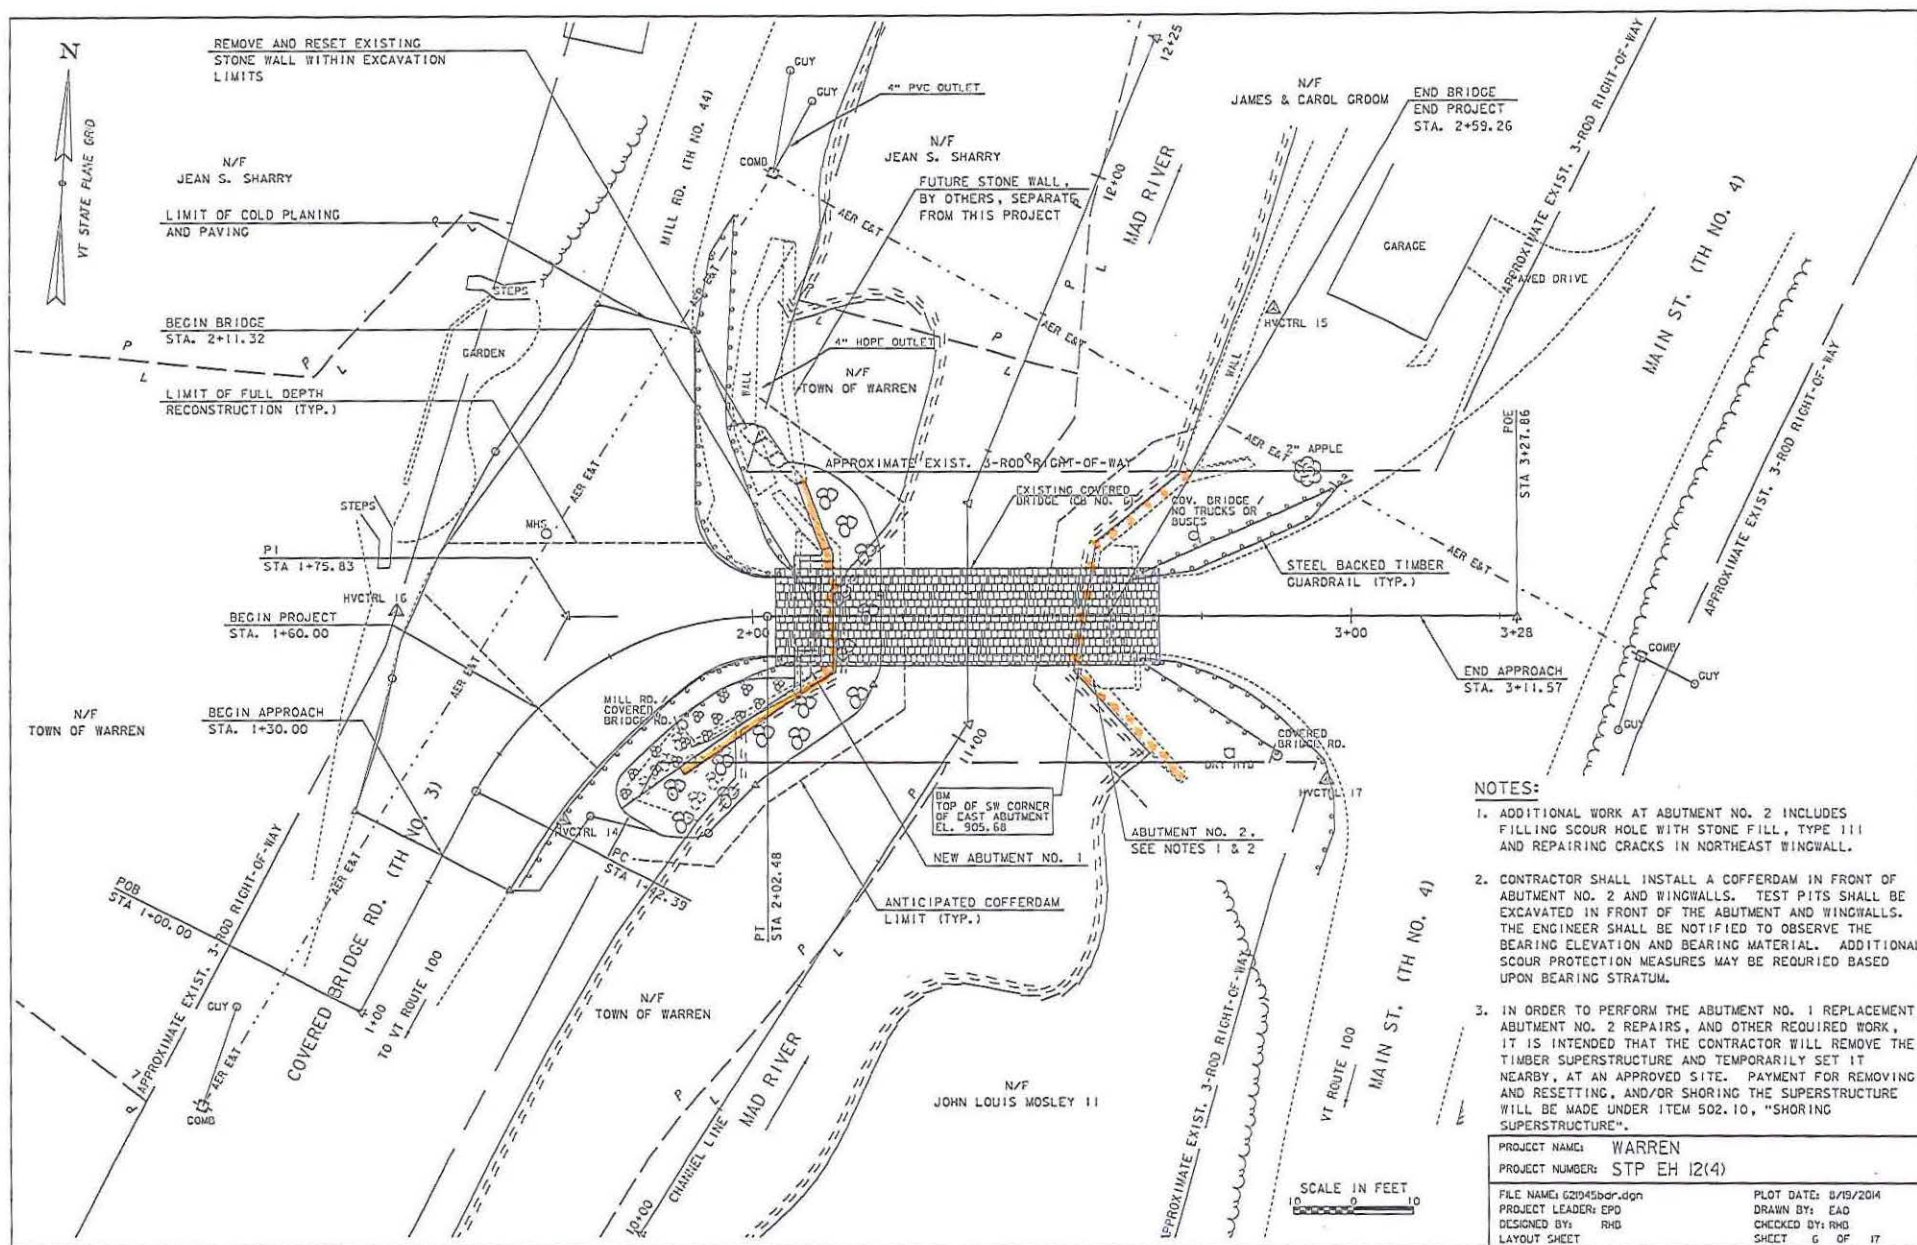 N
VT STATE PLANE GRID
REMOVE AND RESET EXISTING
STONE WALL WITHIN EXCAVATION
LIMITS
N/F
JEAN S. SHARRY
LIMIT OF COLD PLANING
AND PAVING
BEGIN BRIDGE
STA. 2+11.32
LIMIT OF FULL DEPTH
RECONSTRUCTION (TYP.)
STEPS
GARDEN
P
L
P
L
P
L
MILL RD. (TH NO. 44)
GUY
GUY
4" PVC OUTLET
COMB
N/F
JEAN S. SHARRY
FUTURE STONE WALL,
BY OTHERS, SEPARATE
FROM THIS PROJECT
AER E&T
AER E&T
AER E&T
4" HDPE OUTLET
WALL
N/F
TOWN OF WARREN
12+25
12+00
MAD RIVER
N/F
JAMES & CAROL GROOM
END BRIDGE
END PROJECT
STA. 2+59.26
APPROXIMATE EXIST. 3-ROD RIGHT-OF-WAY
GARAGE
PAVED DRIVE
HVCTRL 15
WALL
MAIN ST. (TH NO. 4)
APPROXIMATE EXIST. 3-ROD RIGHT-OF-WAY
POE
STA 3+27.86
AER E&T
2" APPLE
APPROXIMATE EXIST. 3-ROD RIGHT-OF-WAY
EXISTING COVERED
BRIDGE (CB NO. 6)
COV. BRIDGE /
NO TRUCKS OR
BUSES
STEEL BACKED TIMBER
GUARDRAIL (TYP.)
AER E&T
STEPS
MHS
AER E&T
PI
STA 1+75.83
HVCTRL 16
BEGIN PROJECT
STA. 1+60.00
AER E&T
2+00
3+00
3+28
COMB
GUY
GUY
END APPROACH
STA. 3+11.57
N/F
TOWN OF WARREN
BEGIN APPROACH
STA. 1+30.00
MILL RD./
COVERED
BRIDGE RD.
11+00
COVERED
BRIDGE RD.
DRY HYD
HVCTRL 17
BM
TOP OF SW CORNER
OF EAST ABUTMENT
EL. 905.68
ABUTMENT NO. 2,
SEE NOTES 1 & 2
NEW ABUTMENT NO. 1
ANTICIPATED COFFERDAM
LIMIT (TYP.)
HVCTRL 14
PC
STA 1+42.39
PT
STA 2+02.48
POB
STA 1+00.00
APPROXIMATE EXIST. 3-ROD RIGHT-OF-WAY
AER E&T
COVERED BRIDGE RD. (TH NO. 3)
1+00
TO VT ROUTE 100
GUY
AER E&T
COMB
N/F
TOWN OF WARREN
MAD RIVER
CHANNEL LINE
10+00
N/F
JOHN LOUIS MOSLEY II
APPROXIMATE EXIST. 3-ROD RIGHT-OF-WAY
VT ROUTE 100
MAIN ST. (TH NO. 4)
SCALE IN FEET
10 0 10
NOTES:
1. ADDITIONAL WORK AT ABUTMENT NO. 2 INCLUDES
FILLING SCOUR HOLE WITH STONE FILL, TYPE III
AND REPAIRING CRACKS IN NORTHEAST WINGWALL.
2. CONTRACTOR SHALL INSTALL A COFFERDAM IN FRONT OF
ABUTMENT NO. 2 AND WINGWALLS. TEST PITS SHALL BE
EXCAVATED IN FRONT OF THE ABUTMENT AND WINGWALLS.
THE ENGINEER SHALL BE NOTIFIED TO OBSERVE THE
BEARING ELEVATION AND BEARING MATERIAL. ADDITIONAL
SCOUR PROTECTION MEASURES MAY BE REQURIED BASED
UPON BEARING STRATUM.
3. IN ORDER TO PERFORM THE ABUTMENT NO. 1 REPLACEMENT
ABUTMENT NO. 2 REPAIRS, AND OTHER REQUIRED WORK,
IT IS INTENDED THAT THE CONTRACTOR WILL REMOVE THE
TIMBER SUPERSTRUCTURE AND TEMPORARILY SET IT
NEARBY, AT AN APPROVED SITE. PAYMENT FOR REMOVING
AND RESETTING, AND/OR SHORING THE SUPERSTRUCTURE
WILL BE MADE UNDER ITEM 502.10, "SHORING
SUPERSTRUCTURE".
PROJECT NAME: WARREN
PROJECT NUMBER: STP EH 12(4)
FILE NAME: G21945bdr.dgn PLOT DATE: 8/19/2014
PROJECT LEADER: EPD DRAWN BY: EAD
DESIGNED BY: RHB CHECKED BY: RHB
LAYOUT SHEET SHEET 6 OF 17